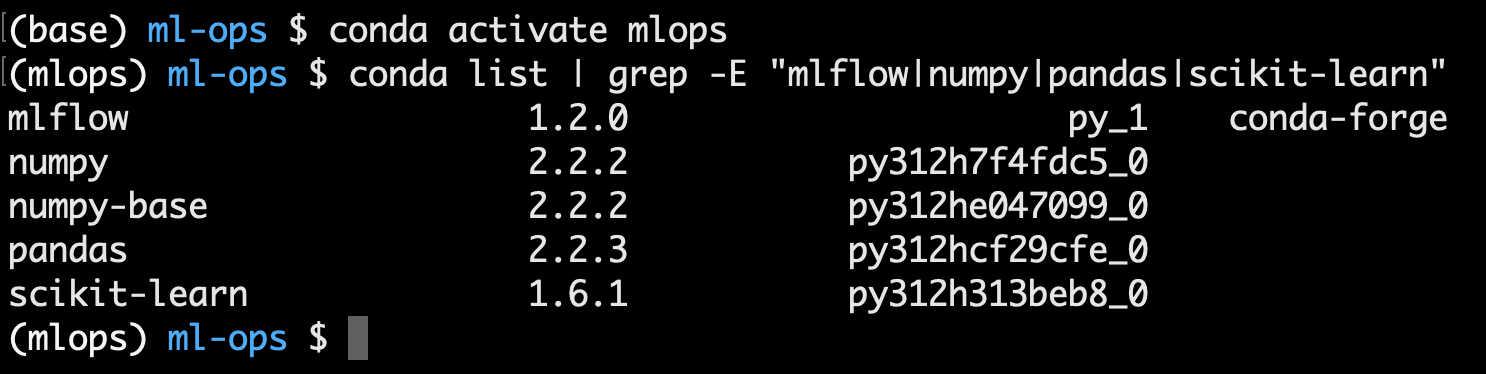 (base) ml-ops $ conda activate mlops
(mlops) ml-ops $ conda list | grep -E "mlflow|numpy|pandas|scikit-learn"
mlflow                    1.2.0                      py_1    conda-forge
numpy                     2.2.2           py312h7f4fdc5_0
numpy-base                2.2.2           py312he047099_0
pandas                    2.2.3           py312hcf29cfe_0
scikit-learn              1.6.1           py312h313beb8_0
(mlops) ml-ops $